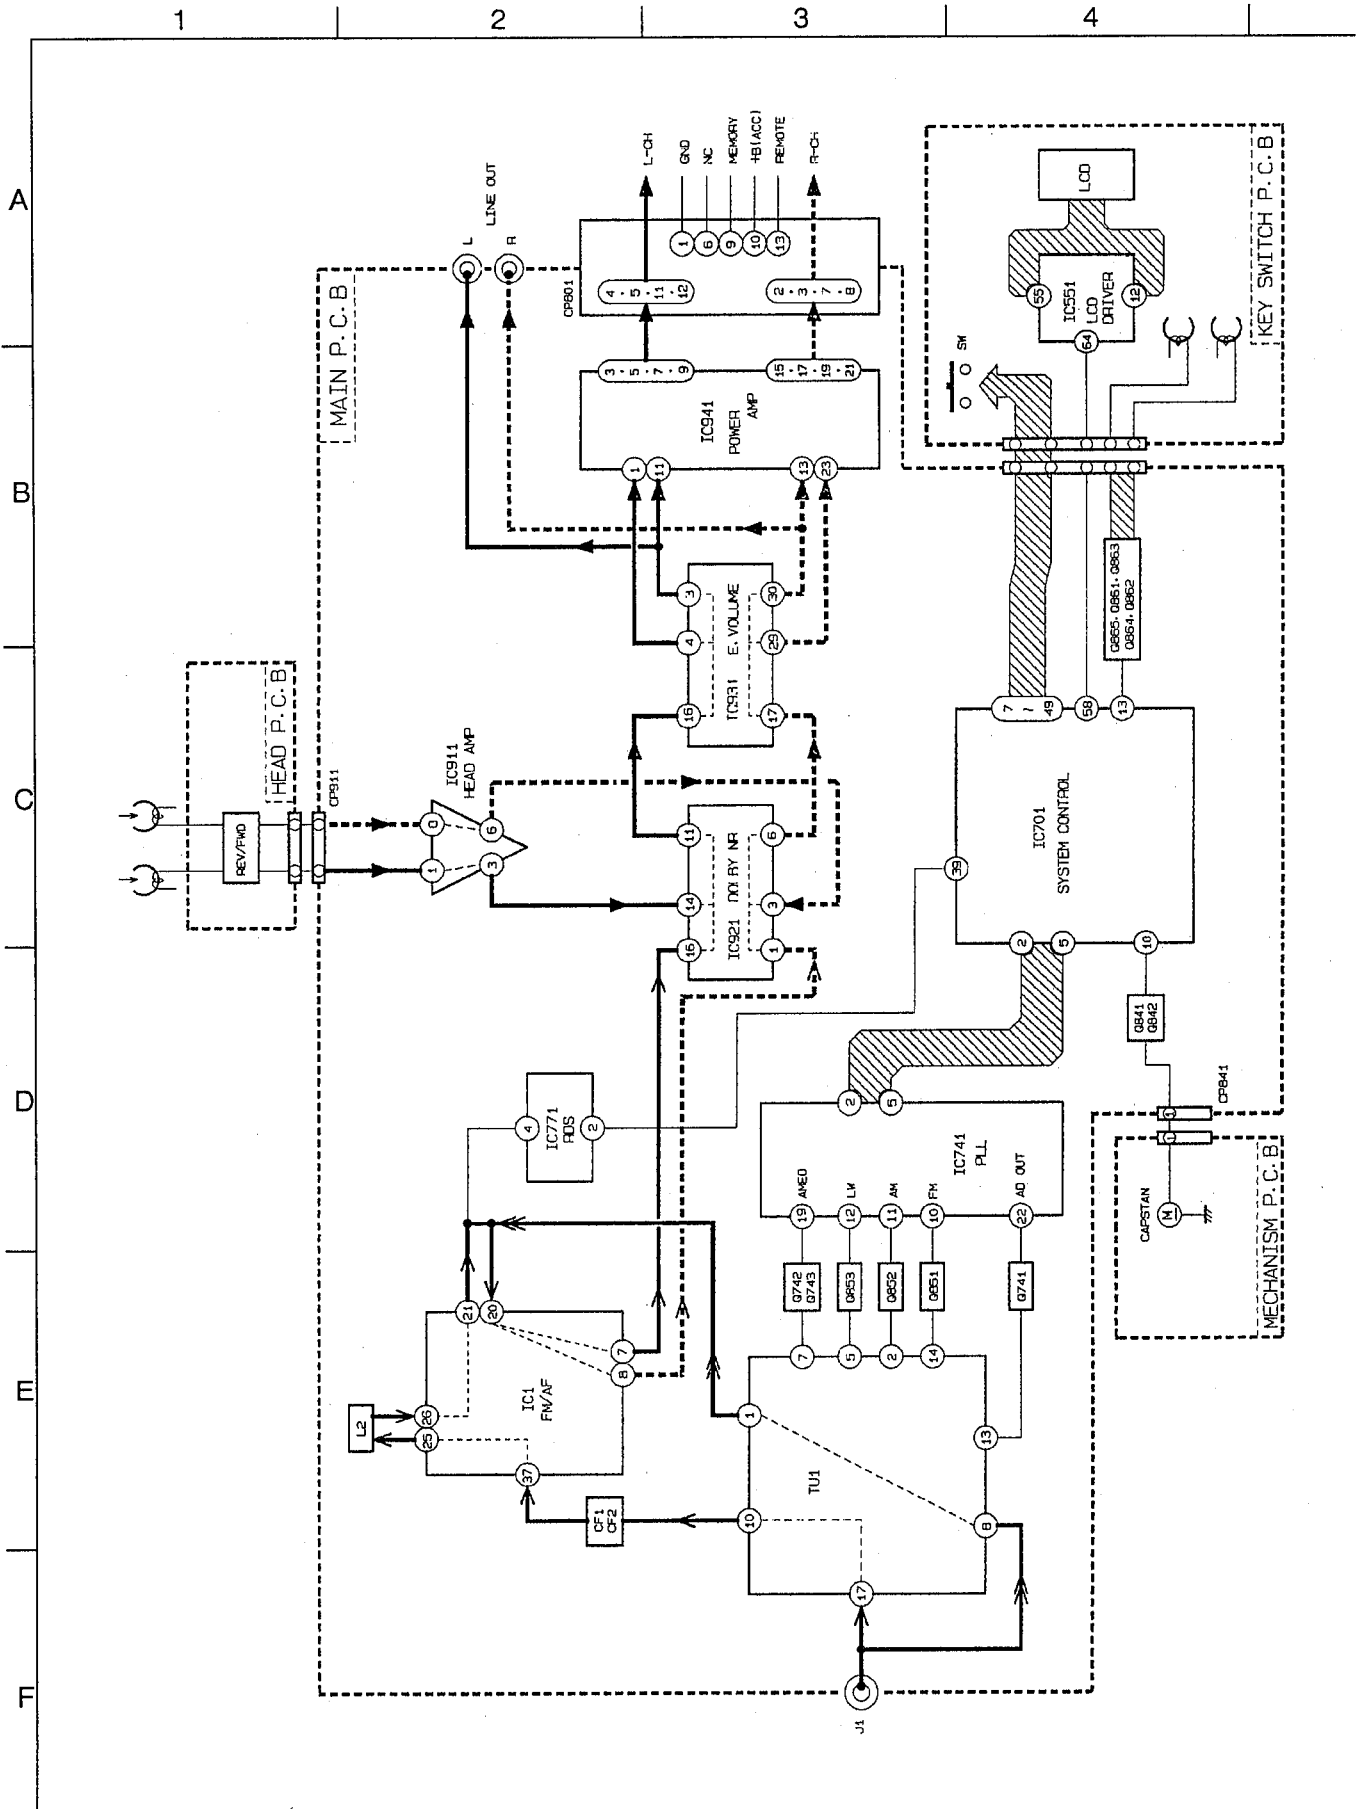 1 2 3 4
A
B
C
D
E
F
MAIN P.C.B
HEAD P.C.B
KEY SWITCH P.C.B
MECHANISM P.C.B
LINE OUT
L
R
L-CH
GND
NC
MEMORY
+B(ACC)
REMOTE
R-CH
1
6
9
10
13
CP801
4 · 5 · 11 · 12
2 · 3 · 7 · 8
3 · 5 · 7 · 9
15 · 17 · 19 · 21
IC941
POWER AMP
1
11
13
23
LCD
IC551
LCD
DRIVER
55
12
64
SW
3
4
16
30
29
17
IC931 E.VOLUME
Q865, Q861, Q863
Q864, Q862
REV/FWD
CP911
IC911
HEAD AMP
1
3
6
11
14
16
6
3
1
IC921 DOLBY NR
IC701
SYSTEM CONTROL
7 ~ 49
58
13
39
2
5
10
Q841
Q842
CP841
1
1
CAPSTAN
M
IC771
RDS
4
2
IC741
PLL
2
5
19 AMEO
12 LW
11 AM
10 FM
22 AD OUT
Q742
Q743
Q853
Q852
Q851
Q741
7
5
2
14
13
8
1
10
17
TU1
21
20
7
8
26
25
37
IC1
FM/AF
L2
CF1
CF2
J1